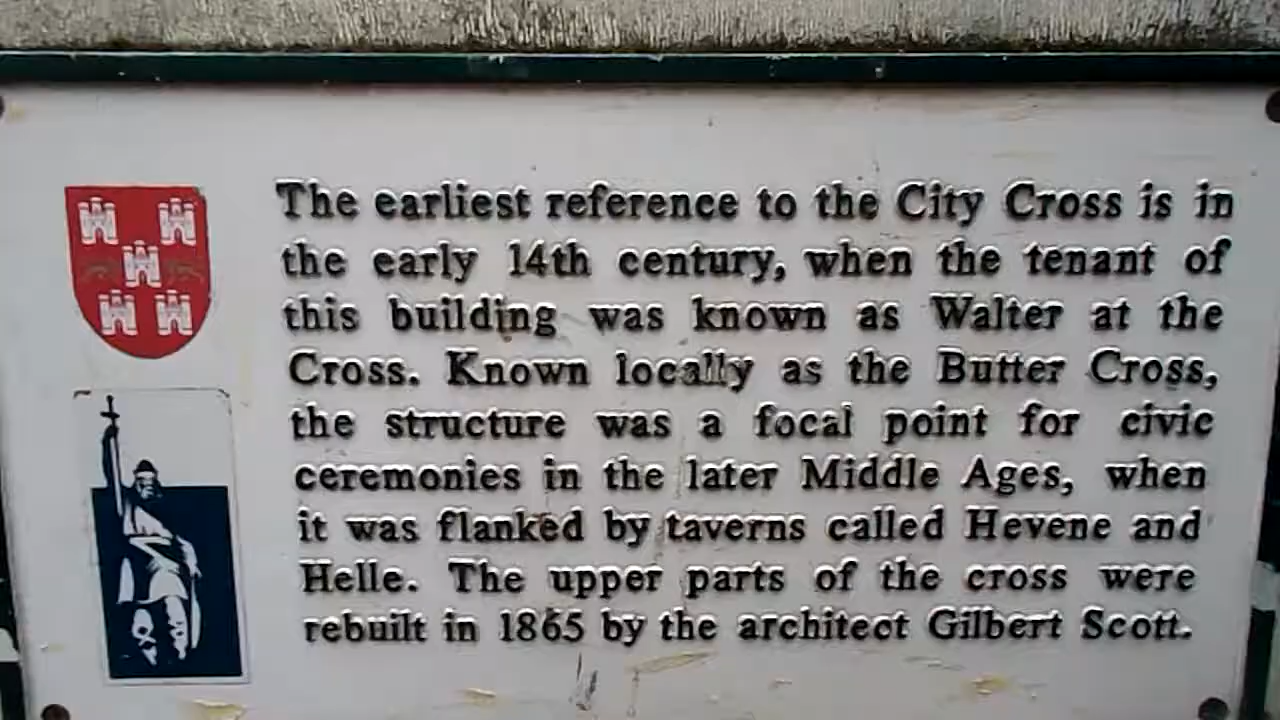 The earliest reference to the City Cross is in
the early 14th century, when the tenant of
this building was known as Walter at the
Cross. Known locally as the Butter Cross,
the structure was a focal point for civic
ceremonies in the later Middle Ages, when
it was flanked by taverns called Hevene and
Helle. The upper parts of the cross were
rebuilt in 1865 by the architect Gilbert Scott.